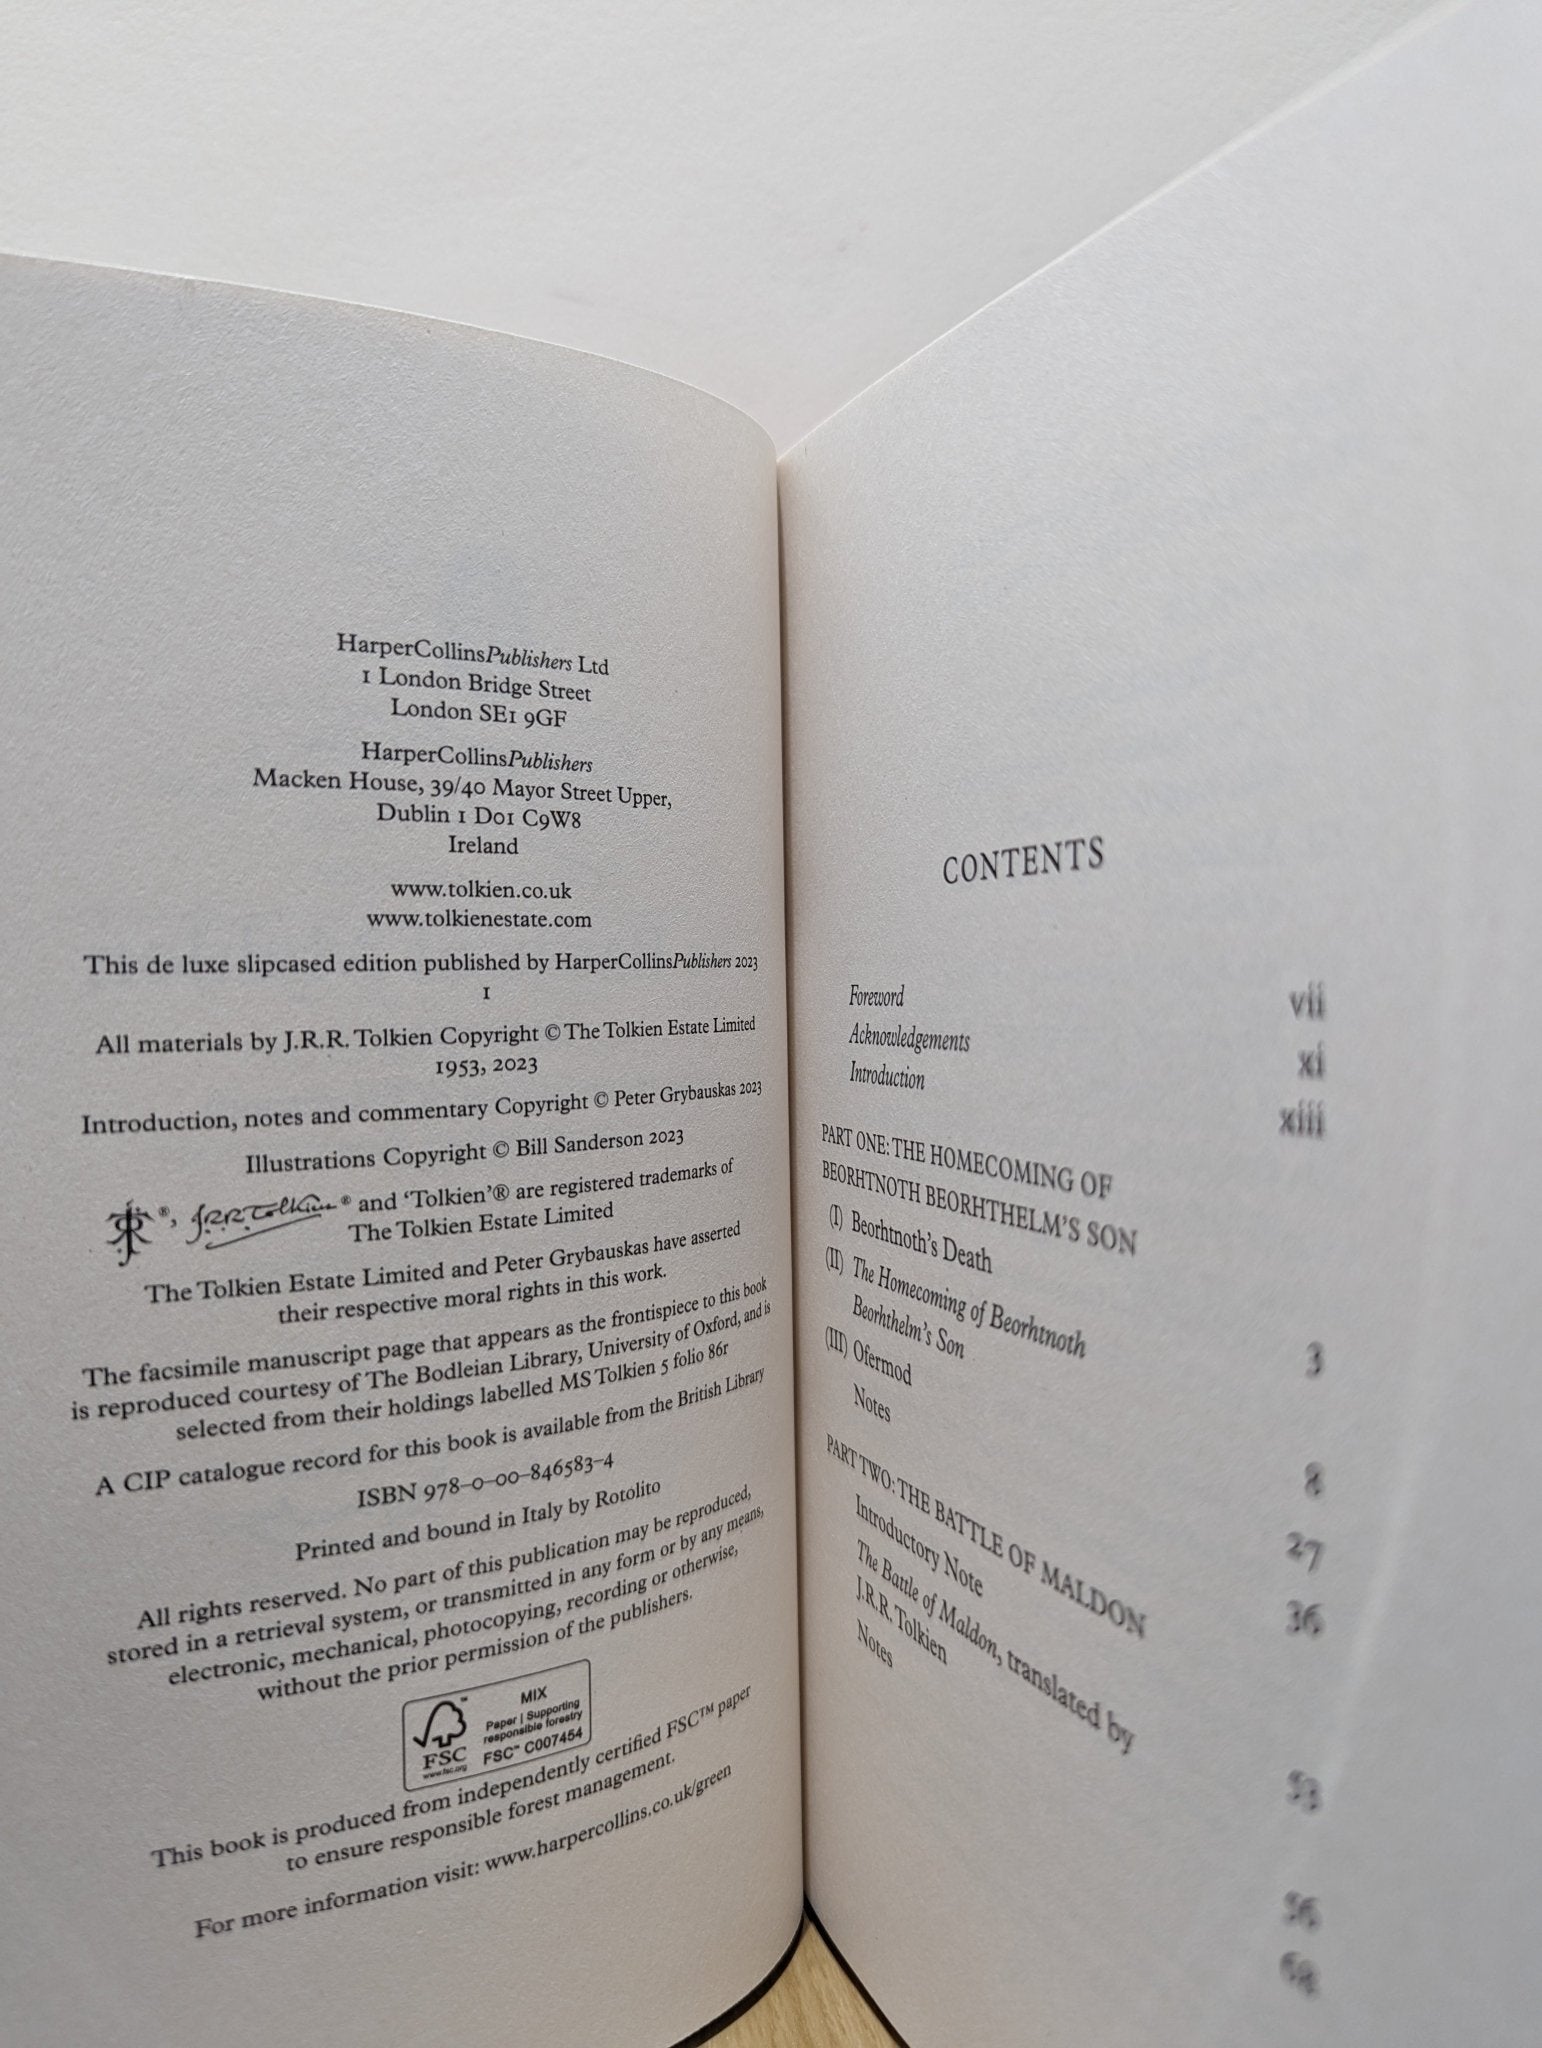 HarperCollinsPublishers Ltd
1 London Bridge Street
London SE1 9GF
HarperCollinsPublishers
Macken House, 39/40 Mayor Street Upper,
Dublin 1 D01 C9W8
Ireland
www.tolkien.co.uk
www.tolkienestate.com
This de luxe slipcased edition published by HarperCollinsPublishers 2023
1
All materials by J.R.R. Tolkien Copyright © The Tolkien Estate Limited
1953, 2023
Introduction, notes and commentary Copyright © Peter Grybauskas 2023
Illustrations Copyright © Bill Sanderson 2023
®, J.R.R. Tolkien ® and ‘Tolkien’® are registered trademarks of
The Tolkien Estate Limited
The Tolkien Estate Limited and Peter Grybauskas have asserted
their respective moral rights in this work.
The facsimile manuscript page that appears as the frontispiece to this book
is reproduced courtesy of The Bodleian Library, University of Oxford, and is
selected from their holdings labelled MS Tolkien 5 folio 86r
A CIP catalogue record for this book is available from the British Library
ISBN 978–0–00–846583–4
Printed and bound in Italy by Rotolito
All rights reserved. No part of this publication may be reproduced,
stored in a retrieval system, or transmitted in any form or by any means,
electronic, mechanical, photocopying, recording or otherwise,
without the prior permission of the publishers.
FSC™
www.fsc.org
MIX
Paper | Supporting
responsible forestry
FSC™ C007454
This book is produced from independently certified FSC™ paper
to ensure responsible forest management.
For more information visit: www.harpercollins.co.uk/green
CONTENTS
Foreword vii
Acknowledgements xi
Introduction xiii
PART ONE: THE HOMECOMING OF
BEORHTNOTH BEORHTHELM’S SON
(I) Beorhtnoth’s Death 3
(II) The Homecoming of Beorhtnoth
Beorhthelm’s Son 8
(III) Ofermod 27
Notes 36
PART TWO: THE BATTLE OF MALDON
Introductory Note 53
The Battle of Maldon, translated by
J.R.R. Tolkien
Notes